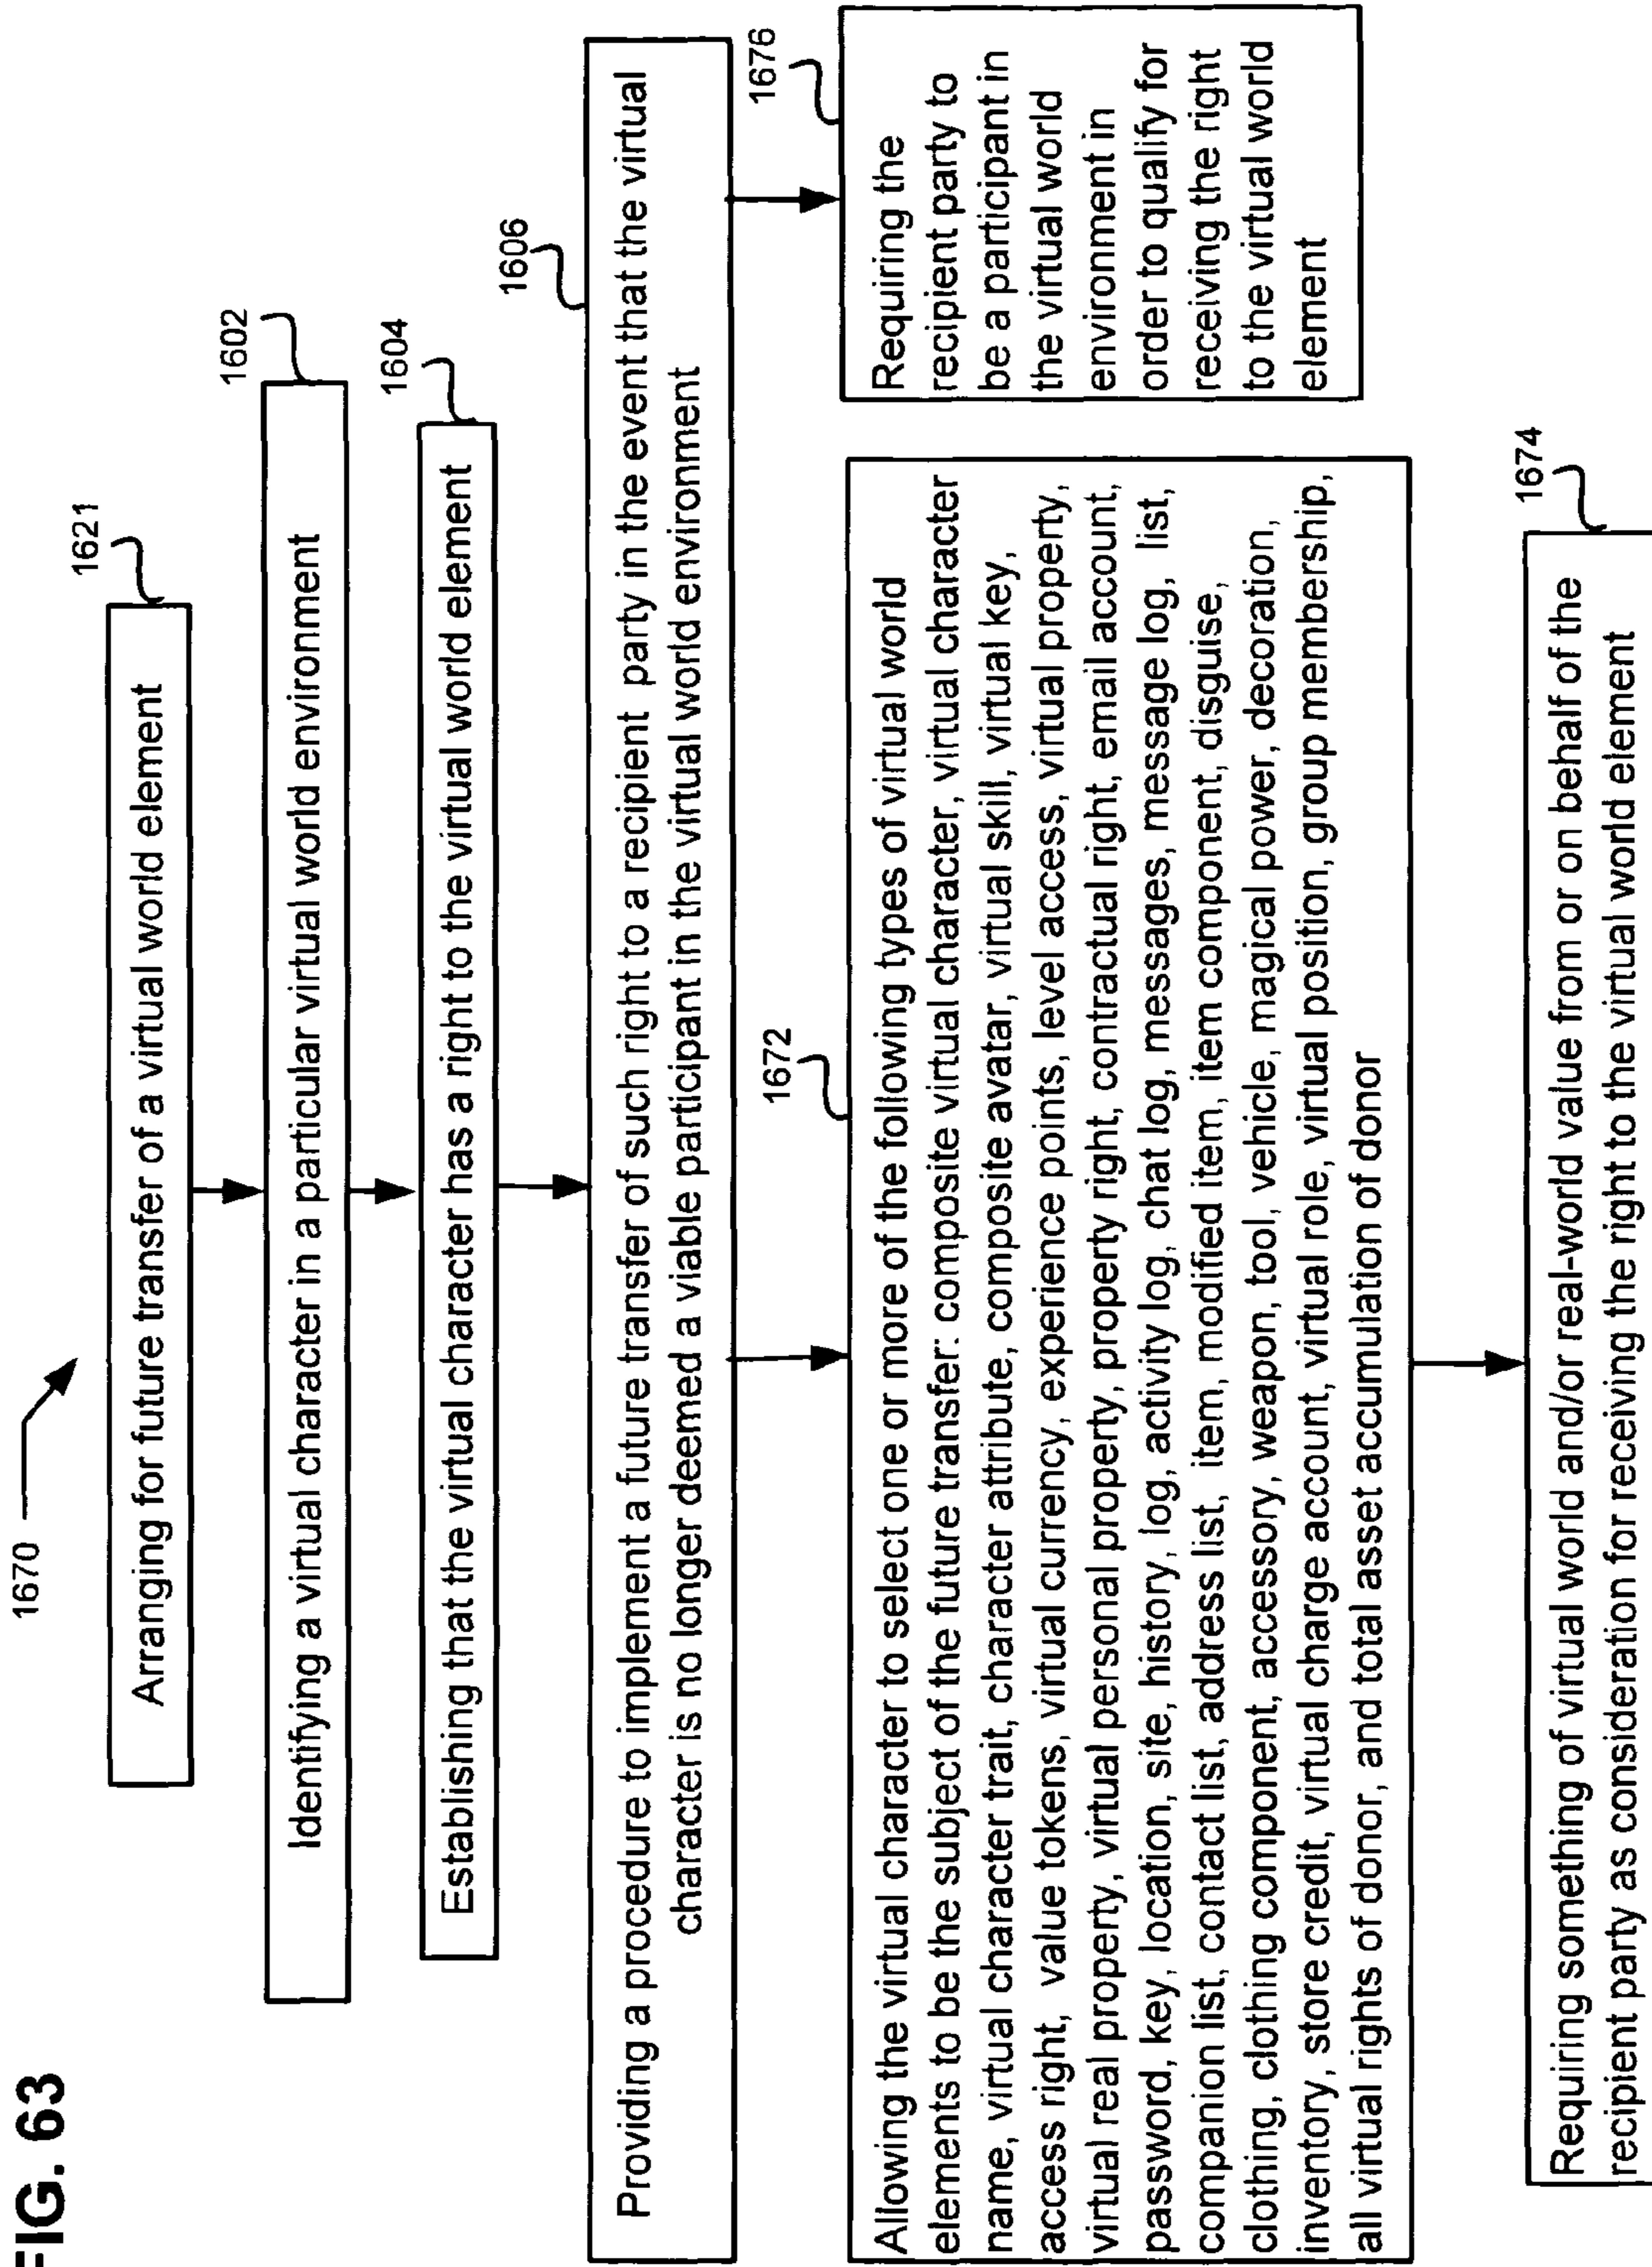 FIG. 63
1670
1621
Arranging for future transfer of a virtual world element
1602
Identifying a virtual character in a particular virtual world environment
1604
Establishing that the virtual character has a right to the virtual world element
1606
Providing a procedure to implement a future transfer of such right to a recipient party in the event that the virtual
character is no longer deemed a viable participant in the virtual world environment
1672
Allowing the virtual character to select one or more of the following types of virtual world
elements to be the subject of the future transfer: composite virtual character, virtual character
name, virtual character trait, character attribute, composite avatar, virtual skill, virtual key,
access right, value tokens, virtual currency, experience points, level access, virtual property,
virtual real property, virtual personal property, property right, contractual right, email account,
password, key, location, site, history, log, activity log, chat log, messages, message log, list,
companion list, contact list, address list, item, modified item, item component, disguise,
clothing, clothing component, accessory, weapon, tool, vehicle, magical power, decoration,
inventory, store credit, virtual charge account, virtual role, virtual position, group membership,
all virtual rights of donor, and total asset accumulation of donor
1676
Requiring the
recipient party to
be a participant in
the virtual world
environment in
order to qualify for
receiving the right
to the virtual world
element
1674
Requiring something of virtual world and/or real-world value from or on behalf of the
recipient party as consideration for receiving the right to the virtual world element